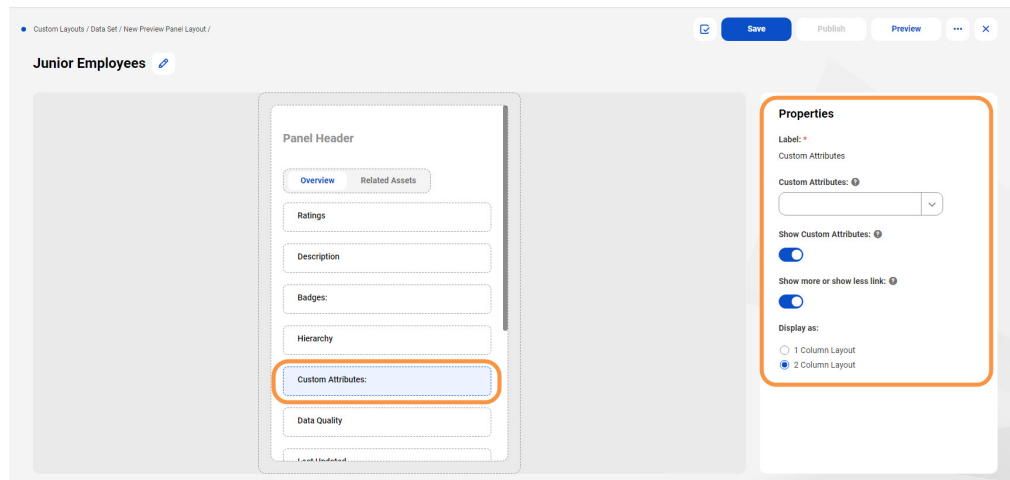 Custom Layouts / Data Set / New Preview Panel Layout /
Save
Publish
Preview
Junior Employees
Panel Header
Overview
Related Assets
Ratings
Description
Badges:
Hierarchy
Custom Attributes:
Data Quality
Last Updated
Properties
Label: *
Custom Attributes
Custom Attributes:
Show Custom Attributes:
Show more or show less link:
Display as:
1 Column Layout
2 Column Layout